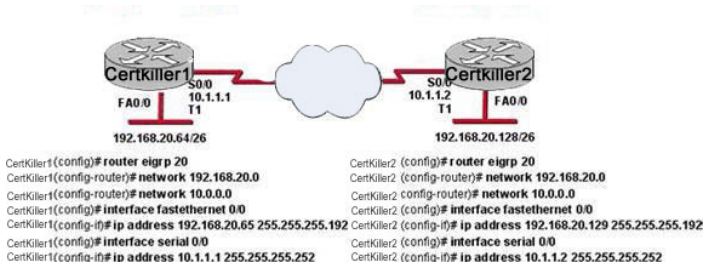 Certkiller1
S0/0
10.1.1.1
T1
FA0/0
192.168.20.64/26
Certkiller2
S0/0
10.1.1.2
T1
FA0/0
192.168.20.128/26
CertKiller1(config)# router eigrp 20
CertKiller1(config-router)# network 192.168.20.0
CertKiller1(config-router)# network 10.0.0.0
CertKiller1(config)# interface fastethernet 0/0
CertKiller1(config-if)# ip address 192.168.20.65 255.255.255.192
CertKiller1(config)# interface serial 0/0
CertKiller1(config-if)# ip address 10.1.1.1 255.255.255.252
CertKiller2 (config)# router eigrp 20
CertKiller2 (config-router)# network 192.168.20.0
CertKiller2 config-router)# network 10.0.0.0
CertKiller2 (config)# interface fastethernet 0/0
CertKiller2 (config-if)# ip address 192.168.20.129 255.255.255.192
CertKiller2 (config)# interface serial 0/0
CertKiller2 (config-if)# ip address 10.1.1.2 255.255.255.252